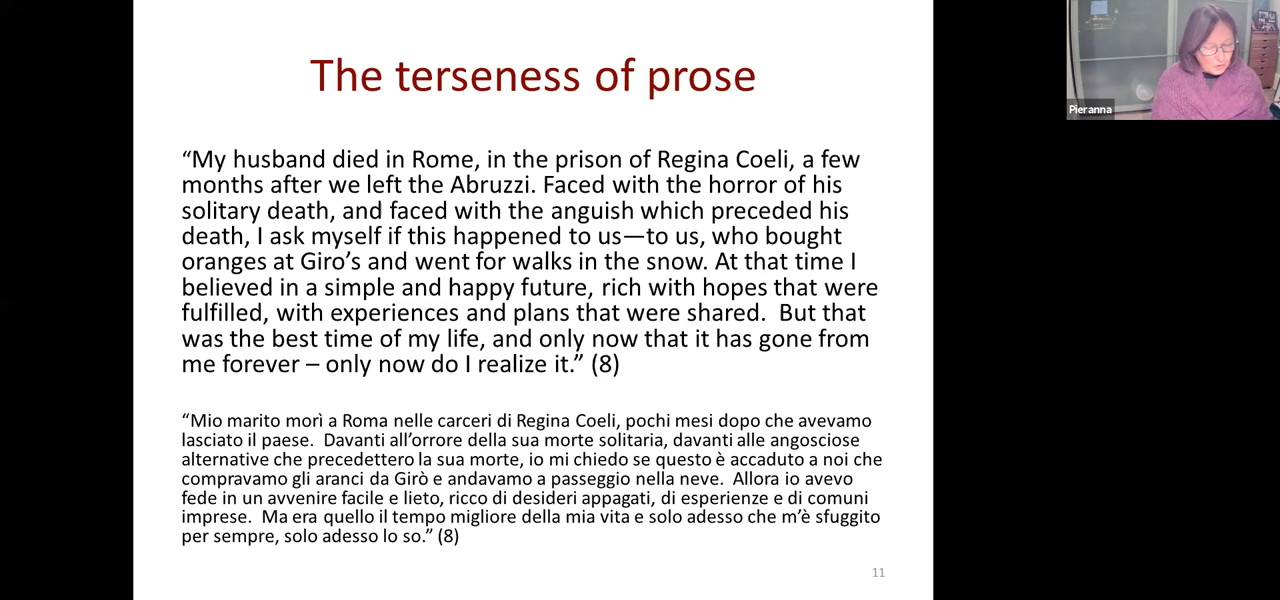 The terseness of prose
“My husband died in Rome, in the prison of Regina Coeli, a few
months after we left the Abruzzi. Faced with the horror of his
solitary death, and faced with the anguish which preceded his
death, I ask myself if this happened to us—to us, who bought
oranges at Giro’s and went for walks in the snow. At that time I
believed in a simple and happy future, rich with hopes that were
fulfilled, with experiences and plans that were shared.  But that
was the best time of my life, and only now that it has gone from
me forever – only now do I realize it.” (8)
“Mio marito morì a Roma nelle carceri di Regina Coeli, pochi mesi dopo che avevamo
lasciato il paese.  Davanti all’orrore della sua morte solitaria, davanti alle angosciose
alternative che precedettero la sua morte, io mi chiedo se questo è accaduto a noi che
compravamo gli aranci da Girò e andavamo a passeggio nella neve.  Allora io avevo
fede in un avvenire facile e lieto, ricco di desideri appagati, di esperienze e di comuni
imprese.  Ma era quello il tempo migliore della mia vita e solo adesso che m’è sfuggito
per sempre, solo adesso lo so.” (8)
11
Pieranna